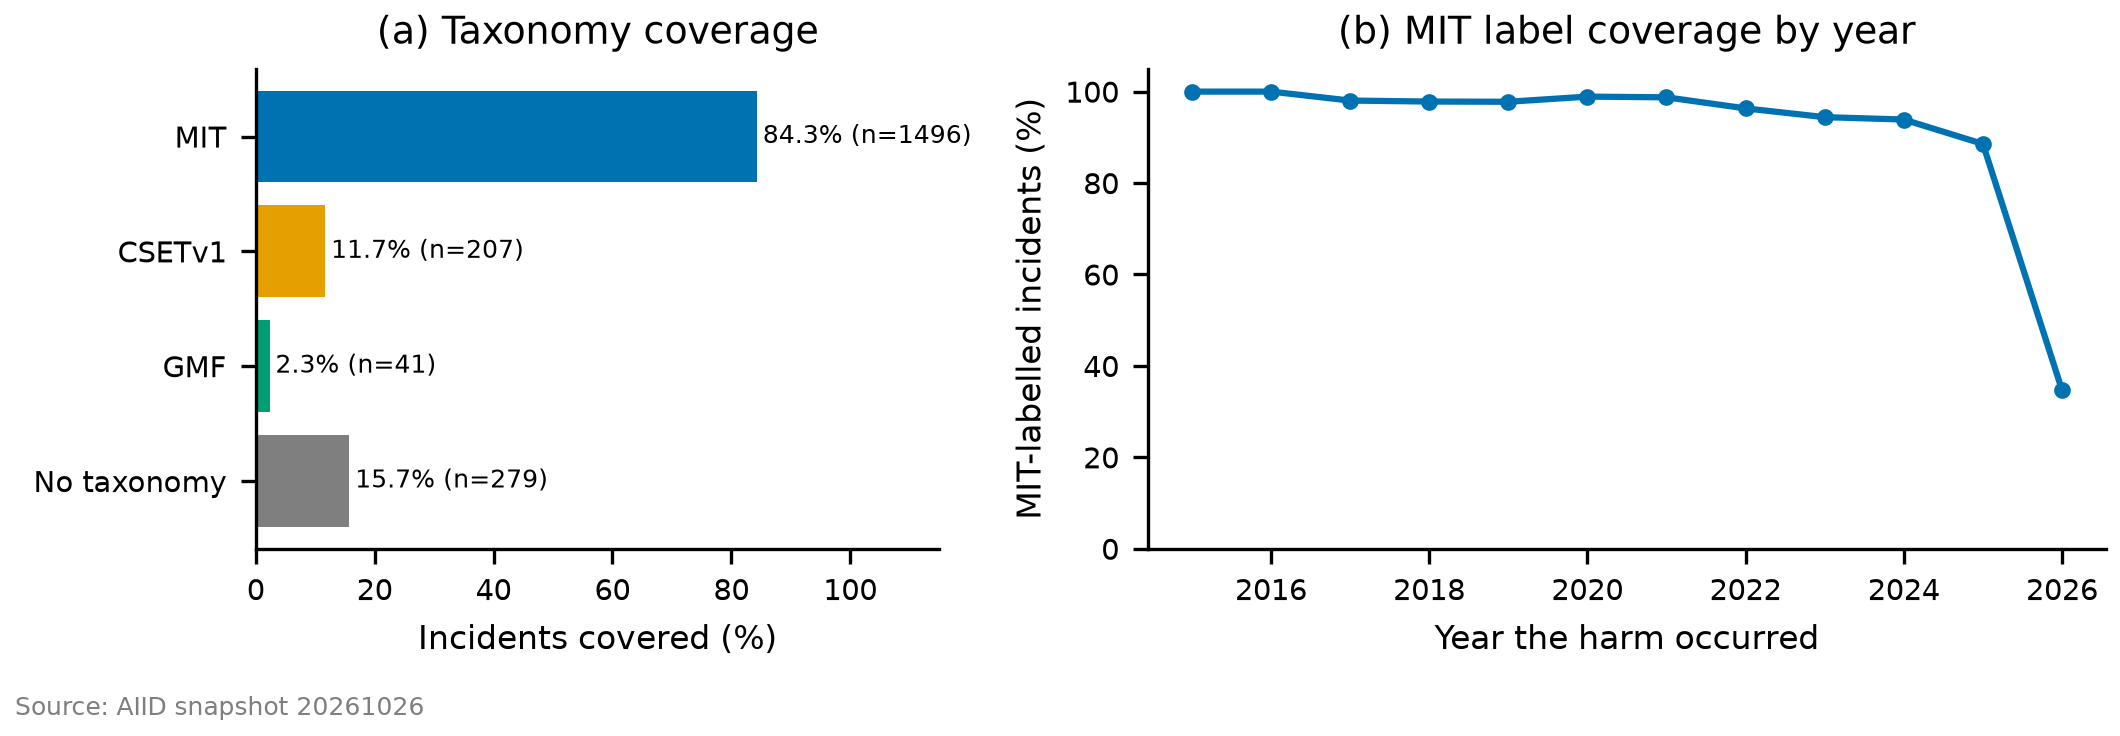 (a) Taxonomy coverage
MIT
CSETv1
GMF
No taxonomy
84.3% (n=1496)
11.7% (n=207)
2.3% (n=41)
15.7% (n=279)
0 20 40 60 80 100
Incidents covered (%)
(b) MIT label coverage by year
MIT-labelled incidents (%)
100
80
60
40
20
0
2016 2018 2020 2022 2024 2026
Year the harm occurred
Source: AIID snapshot 20261026